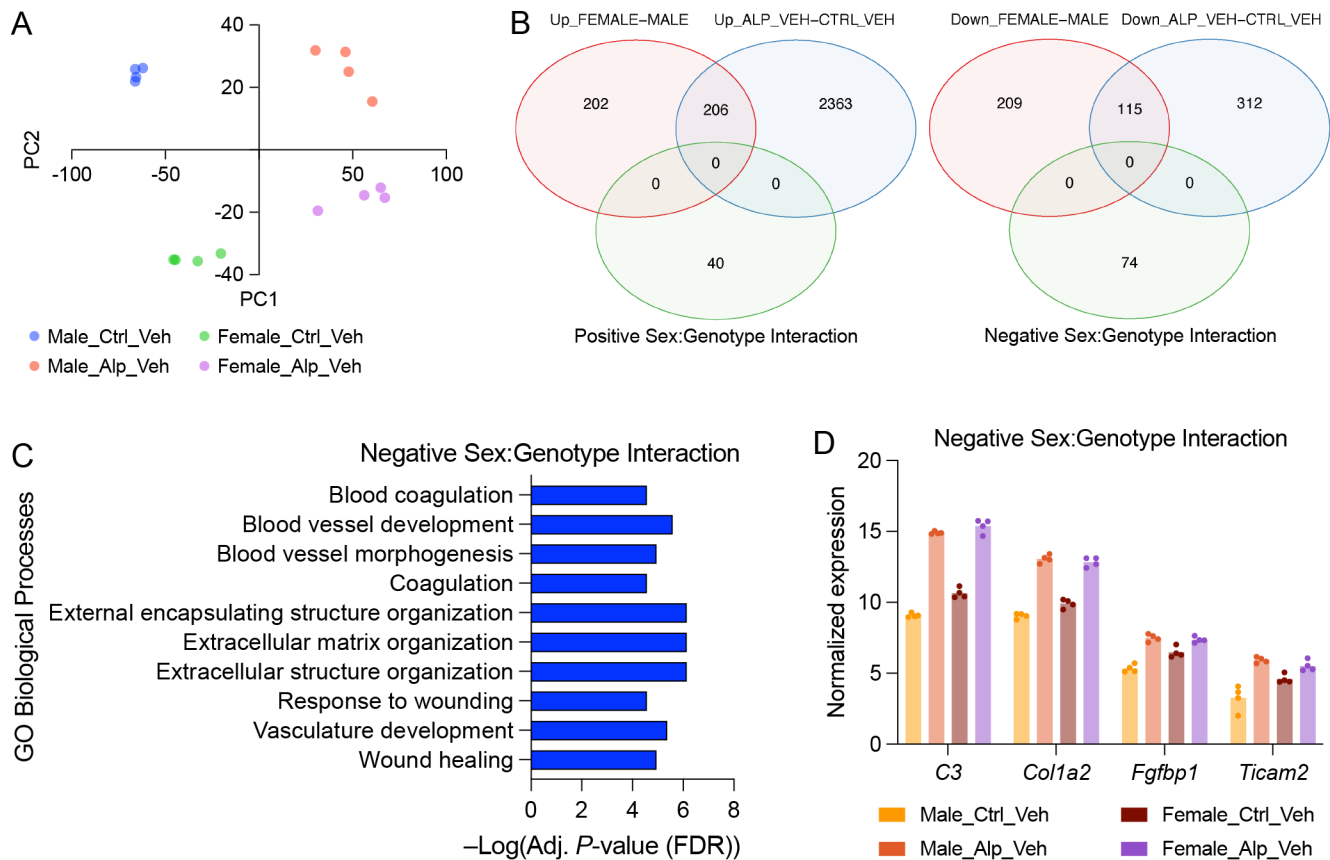 A
40
20
PC2
-100
-50
50
100
-20
-40
PC1
Male_Ctrl_Veh
Female_Ctrl_Veh
Male_Alp_Veh
Female_Alp_Veh
B
Up_FEMALE−MALE
Up_ALP_VEH−CTRL_VEH
202
206
2363
0
0
0
40
Positive Sex:Genotype Interaction
Down_FEMALE−MALE
Down_ALP_VEH−CTRL_VEH
209
115
312
0
0
0
74
Negative Sex:Genotype Interaction
C
Negative Sex:Genotype Interaction
GO Biological Processes
Blood coagulation
Blood vessel development
Blood vessel morphogenesis
Coagulation
External encapsulating structure organization
Extracellular matrix organization
Extracellular structure organization
Response to wounding
Vasculature development
Wound healing
0
2
4
6
8
–Log(Adj. P-value (FDR))
D
Negative Sex:Genotype Interaction
Normalized expression
20
15
10
5
0
C3
Col1a2
Fgfbp1
Ticam2
Male_Ctrl_Veh
Female_Ctrl_Veh
Male_Alp_Veh
Female_Alp_Veh